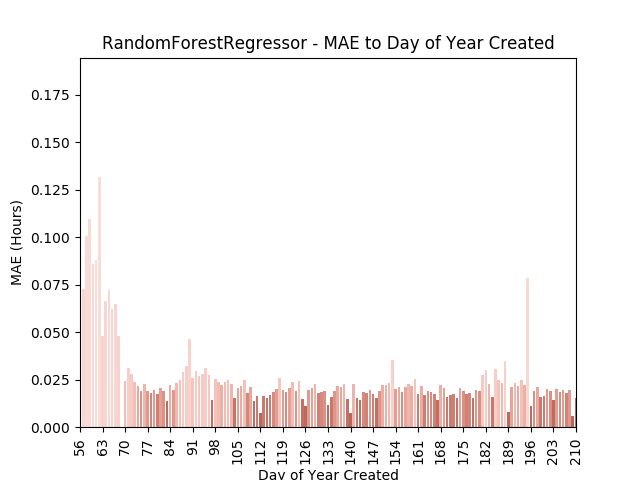 RandomForestRegressor - MAE to Day of Year Created
MAE (Hours)
0.175
0.150
0.125
0.100
0.075
0.050
0.025
0.000
56 63 70 77 84 91 98 105 112 119 126 133 140 147 154 161 168 175 182 189 196 203 210
Day of Year Created